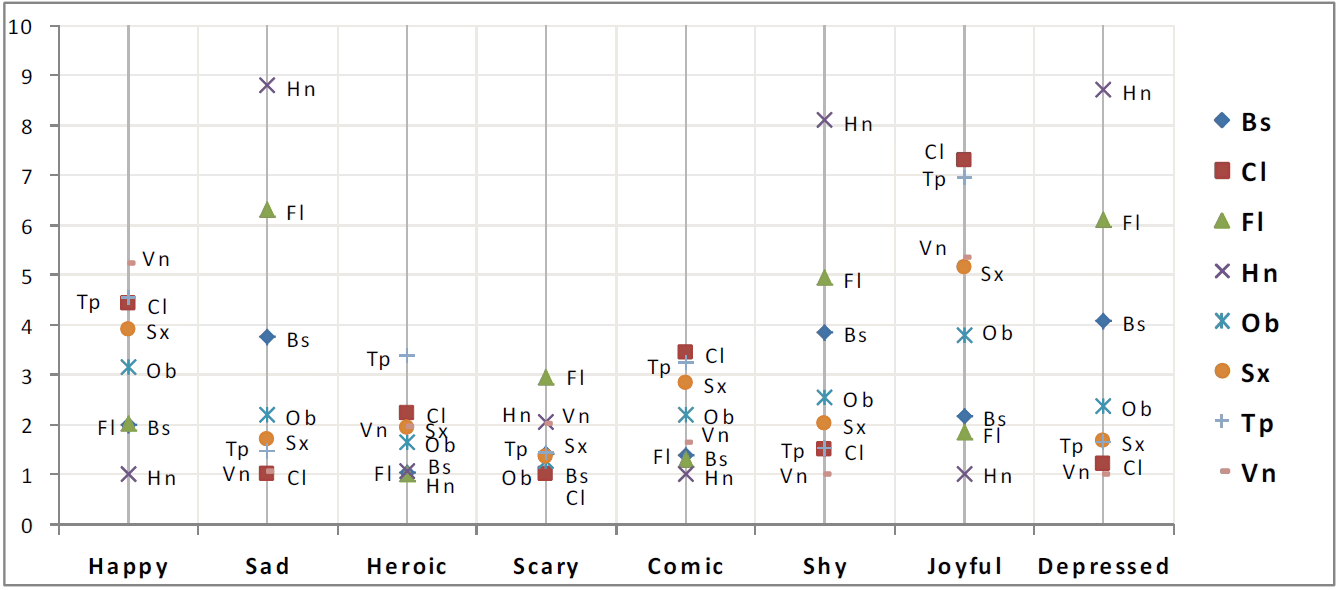 10
9
8
7
6
5
4
3
2
1
0
Vn
Tp
Cl
Sx
Ob
Fl
Bs
Hn
Hn
Fl
Bs
Ob
Tp
Sx
Vn
Cl
Tp
Cl
Vn
Sx
Ob
Fl
Bs
Hn
Fl
Hn
Vn
Tp
Sx
Ob
Bs
Cl
Cl
Tp
Sx
Ob
Vn
Fl
Bs
Hn
Hn
Fl
Bs
Ob
Sx
Tp
Cl
Vn
Cl
Tp
Vn
Sx
Ob
Bs
Fl
Hn
Hn
Fl
Bs
Ob
Tp
Sx
Vn
Cl
Happy Sad Heroic Scary Comic Shy Joyful Depressed
Bs
Cl
Fl
Hn
Ob
Sx
Tp
Vn